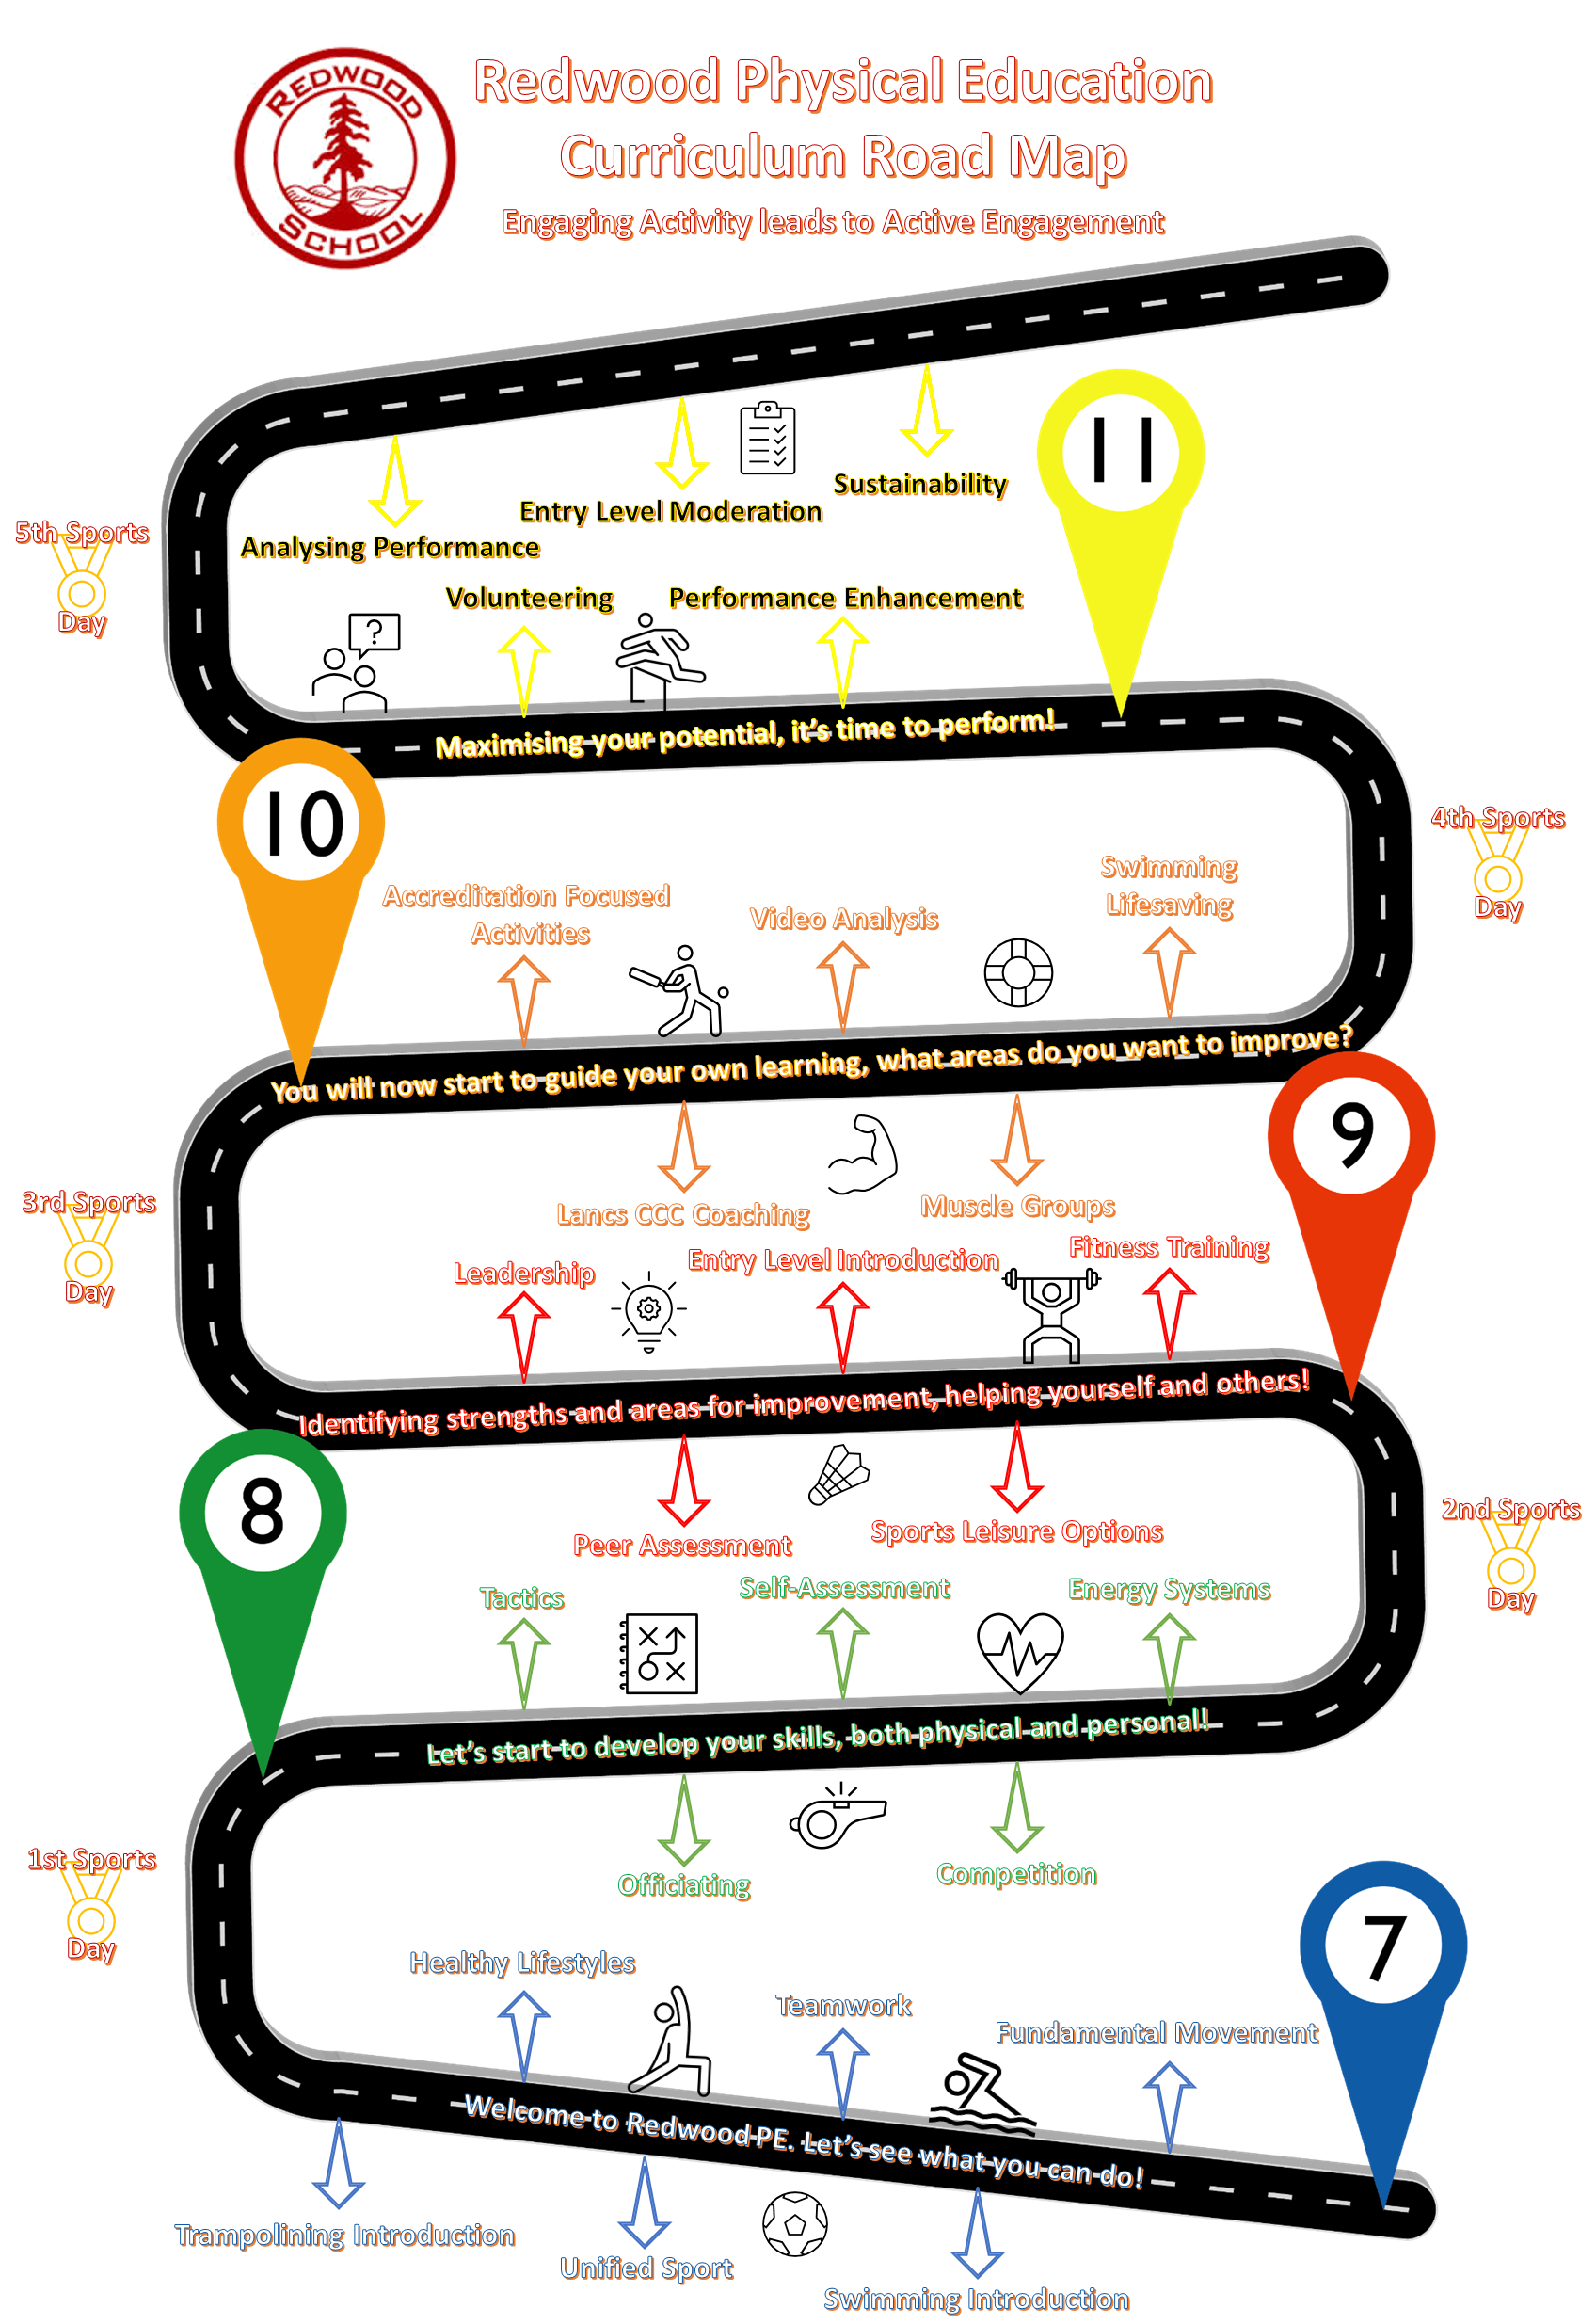 REDWOOD
SCHOOL
Redwood Physical Education
Curriculum Road Map
Engaging Activity leads to Active Engagement
Sustainability
11
Entry Level Moderation
Analysing Performance
5th Sports
Day
Volunteering
Performance Enhancement
?
Maximising your potential, it's time to perform!
10
4th Sports
Day
Accreditation Focused
Activities
Video Analysis
Swimming
Lifesaving
You will now start to guide your own learning, what areas do you want to improve?
9
Lancs CCC Coaching
Muscle Groups
3rd Sports
Day
Leadership
Entry Level Introduction
Fitness Training
Identifying strengths and areas for improvement, helping yourself and others!
8
Peer Assessment
Sports Leisure Options
2nd Sports
Day
Tactics
Self-Assessment
Energy Systems
Let's start to develop your skills, both physical and personal!
Officiating
Competition
1st Sports
Day
7
Healthy Lifestyles
Teamwork
Fundamental Movement
Welcome to Redwood PE. Let's see what you can do!
Trampolining Introduction
Unified Sport
Swimming Introduction